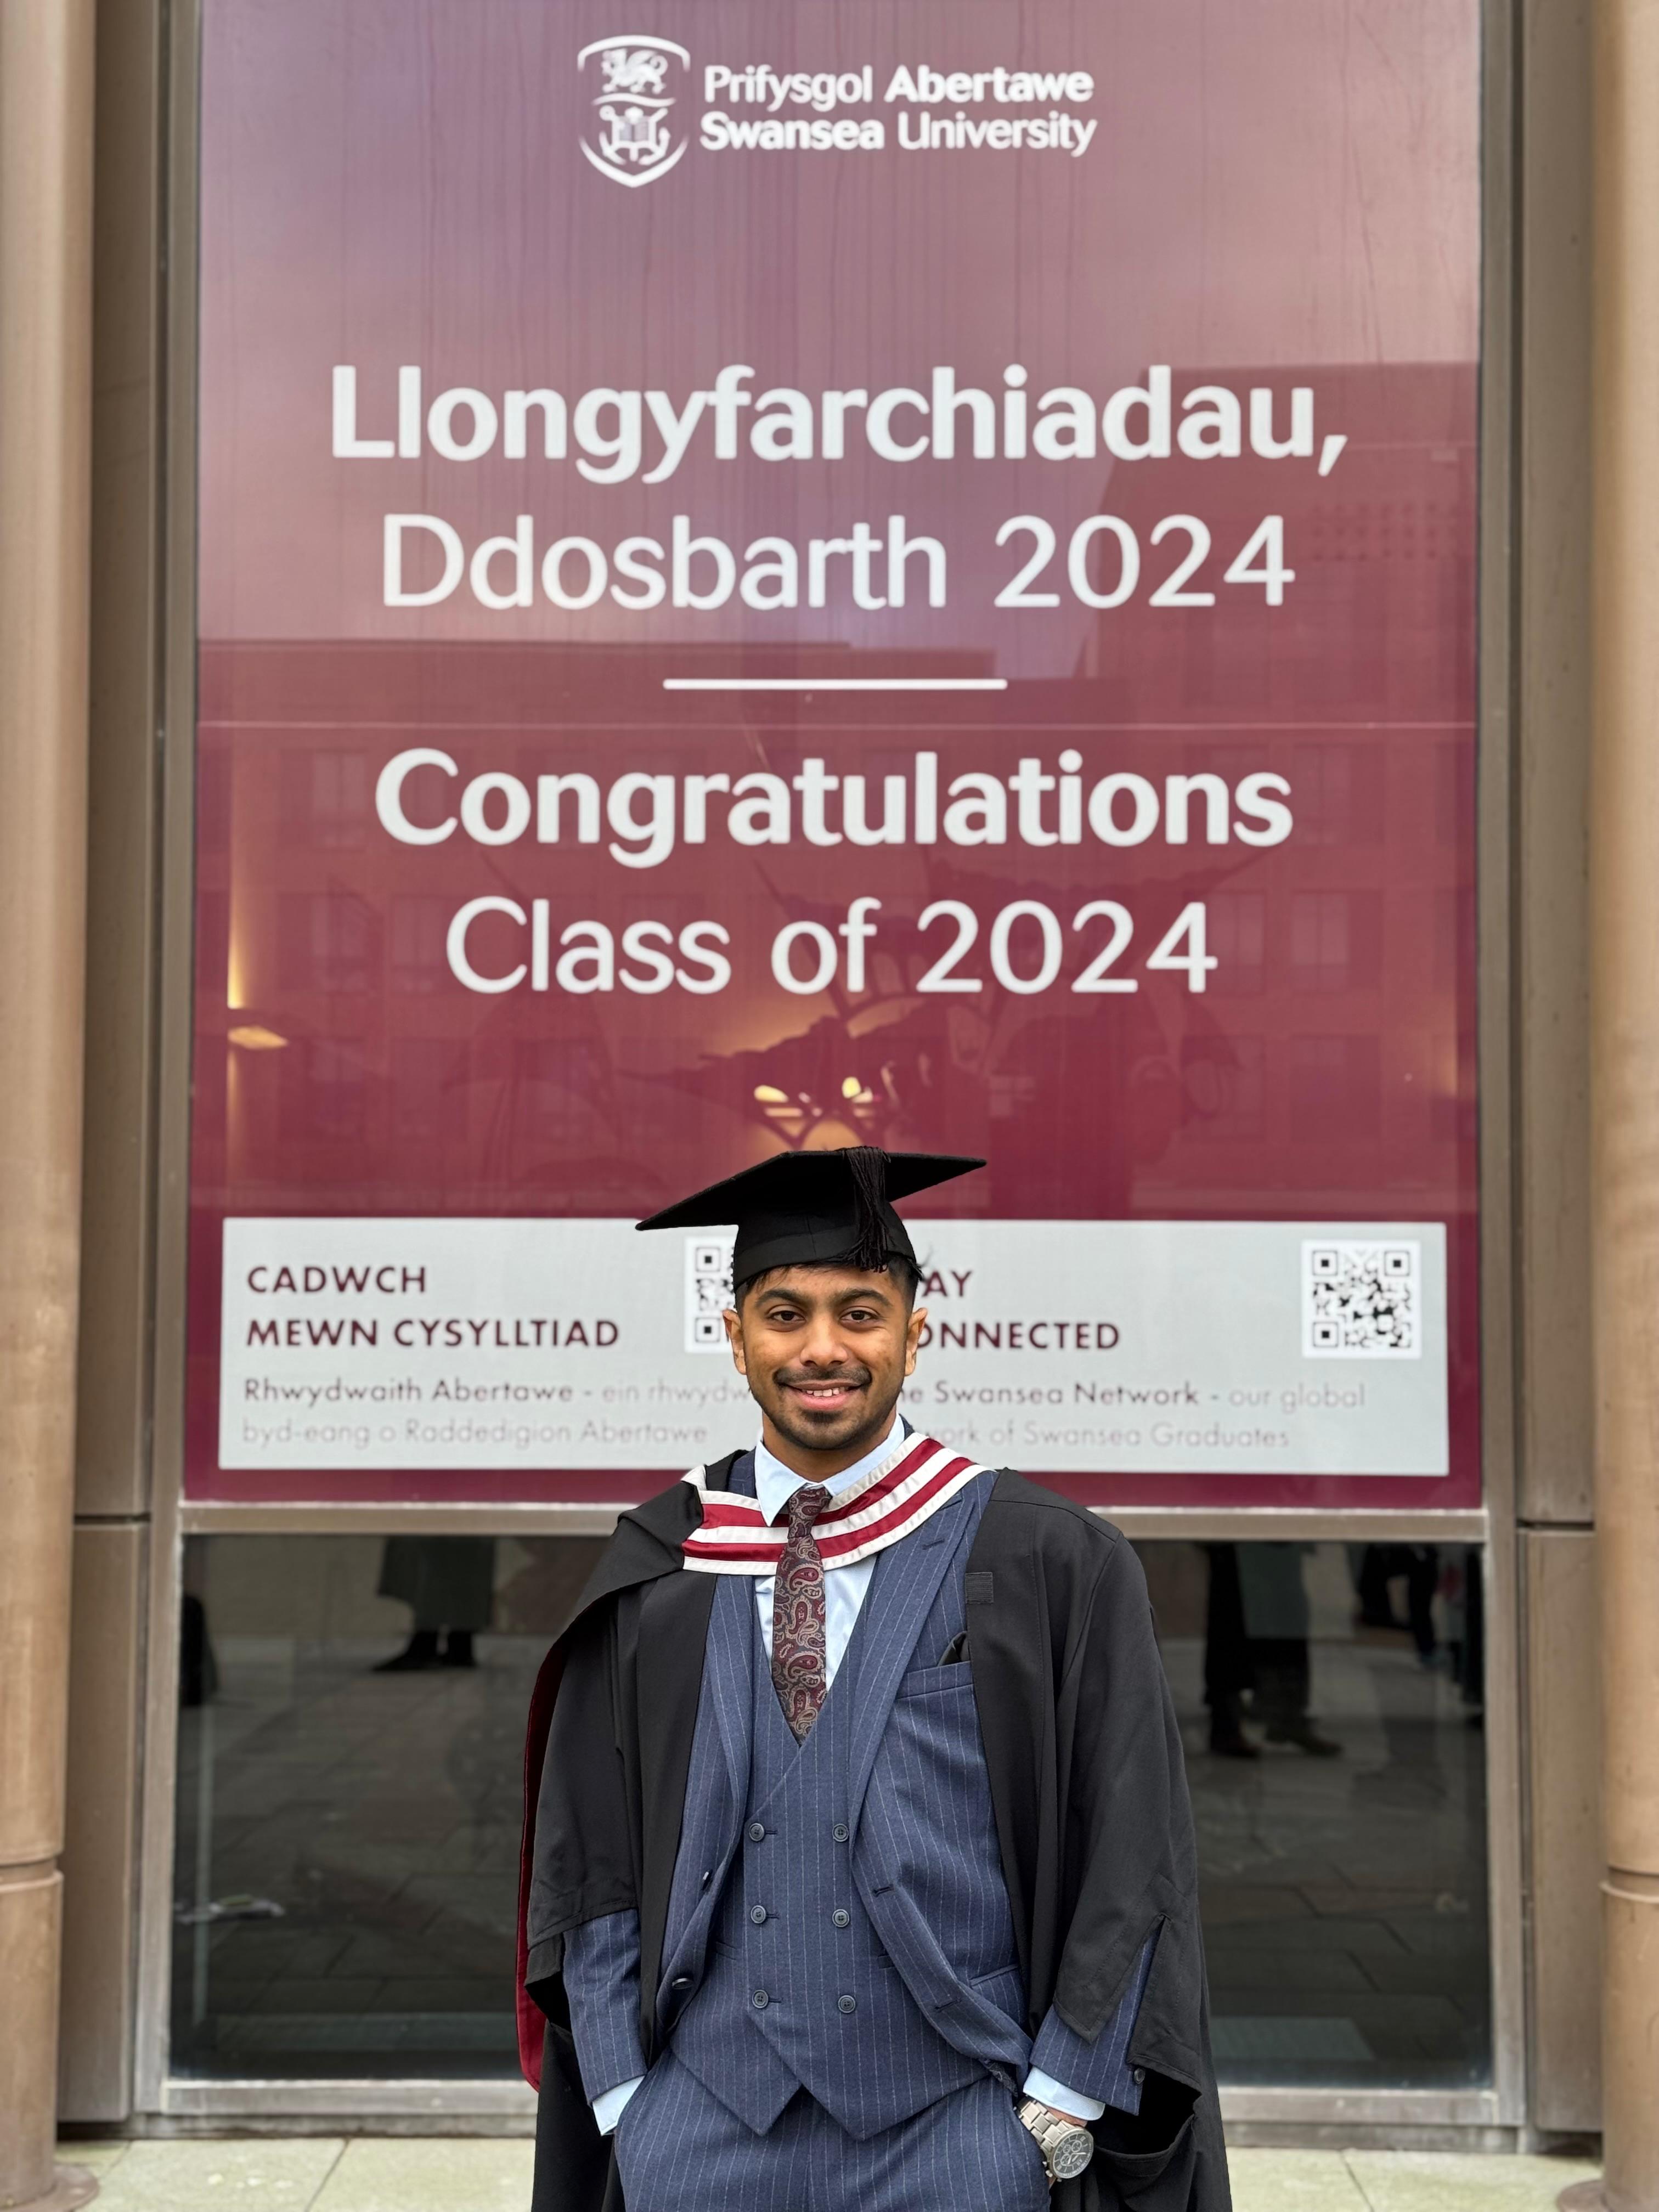 Prifysgol Abertawe
Swansea University
Llongyfarchiadau,
Ddosbarth 2024
Congratulations
Class of 2024
CADWCH
MEWN CYSYLLTIAD
Rhwydwaith Abertawe - ein
byd-eang o Raddedigion Abertawe
Swansea Network - our global
of Swansea Graduates